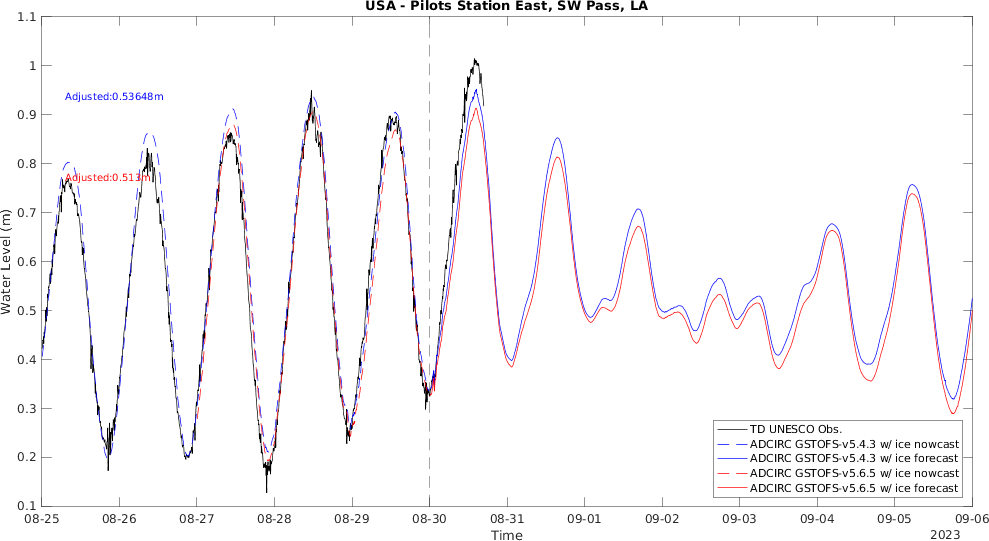 USA - Pilots Station East, SW Pass, LA
1.1
1
0.9
0.8
0.7
0.6
0.5
0.4
0.3
0.2
0.1
Water Level (m)
Adjusted:0.53648m
Adjusted:0.513m
TD UNESCO Obs.
ADCIRC GSTOFS-v5.4.3 w/ ice nowcast
ADCIRC GSTOFS-v5.4.3 w/ ice forecast
ADCIRC GSTOFS-v5.6.5 w/ ice nowcast
ADCIRC GSTOFS-v5.6.5 w/ ice forecast
08-25 08-26 08-27 08-28 08-29 08-30 08-31 09-01 09-02 09-03 09-04 09-05 09-06
Time
2023